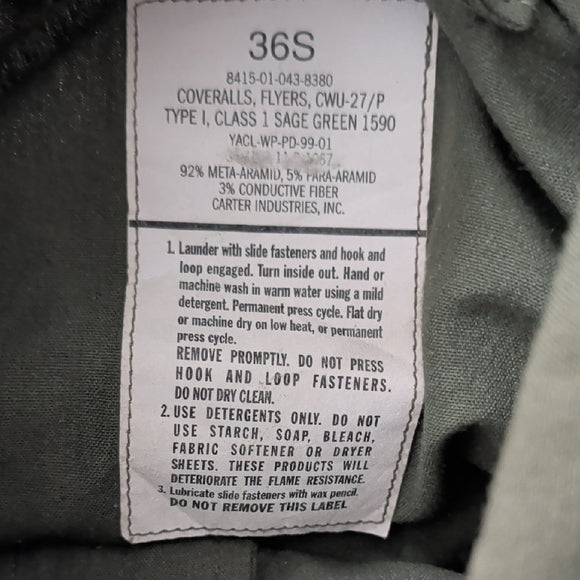 36S
8415-01-043-8380
COVERALLS, FLYERS, CWU-27/P
TYPE I, CLASS 1 SAGE GREEN 1590
YACL-WP-PD-99-01
92% META-ARAMID, 5% PARA-ARAMID
3% CONDUCTIVE FIBER
CARTER INDUSTRIES, INC.
1. Launder with slide fasteners and hook and
loop engaged. Turn inside out. Hand or
machine wash in warm water using a mild
detergent. Permanent press cycle. Flat dry
or machine dry on low heat, or permanent
press cycle.
REMOVE PROMPTLY. DO NOT PRESS
HOOK AND LOOP FASTENERS.
DO NOT DRY CLEAN.
2. USE DETERGENTS ONLY. DO NOT
USE STARCH, SOAP, BLEACH,
FABRIC SOFTENER OR DRYER
SHEETS. THESE PRODUCTS WILL
DETERIORATE THE FLAME RESISTANCE.
3. Lubricate slide fasteners with wax pencil.
DO NOT REMOVE THIS LABEL